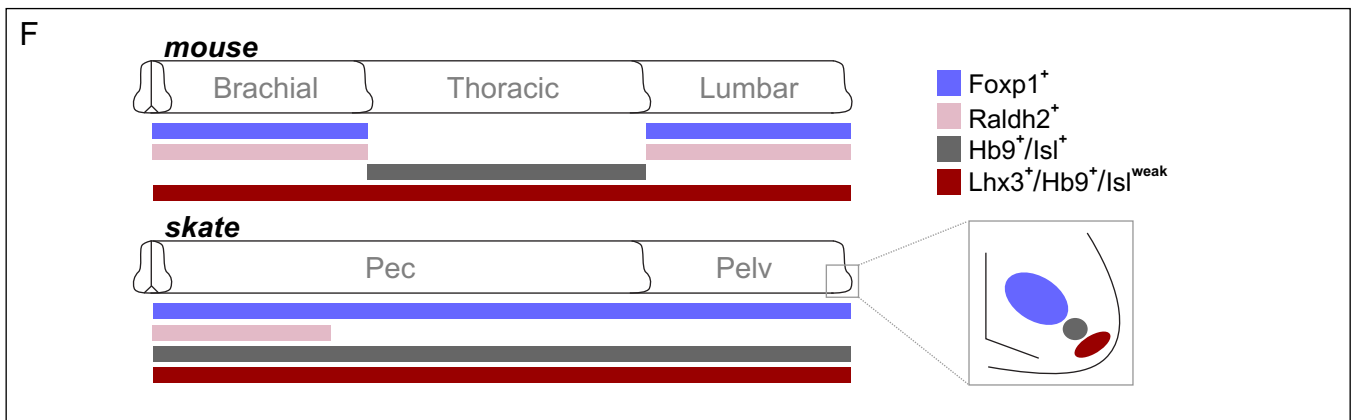 F
mouse
Brachial Thoracic Lumbar
Foxp1+
Raldh2+
Hb9+/Isl+
Lhx3+/Hb9+/Islweak
skate
Pec Pelv